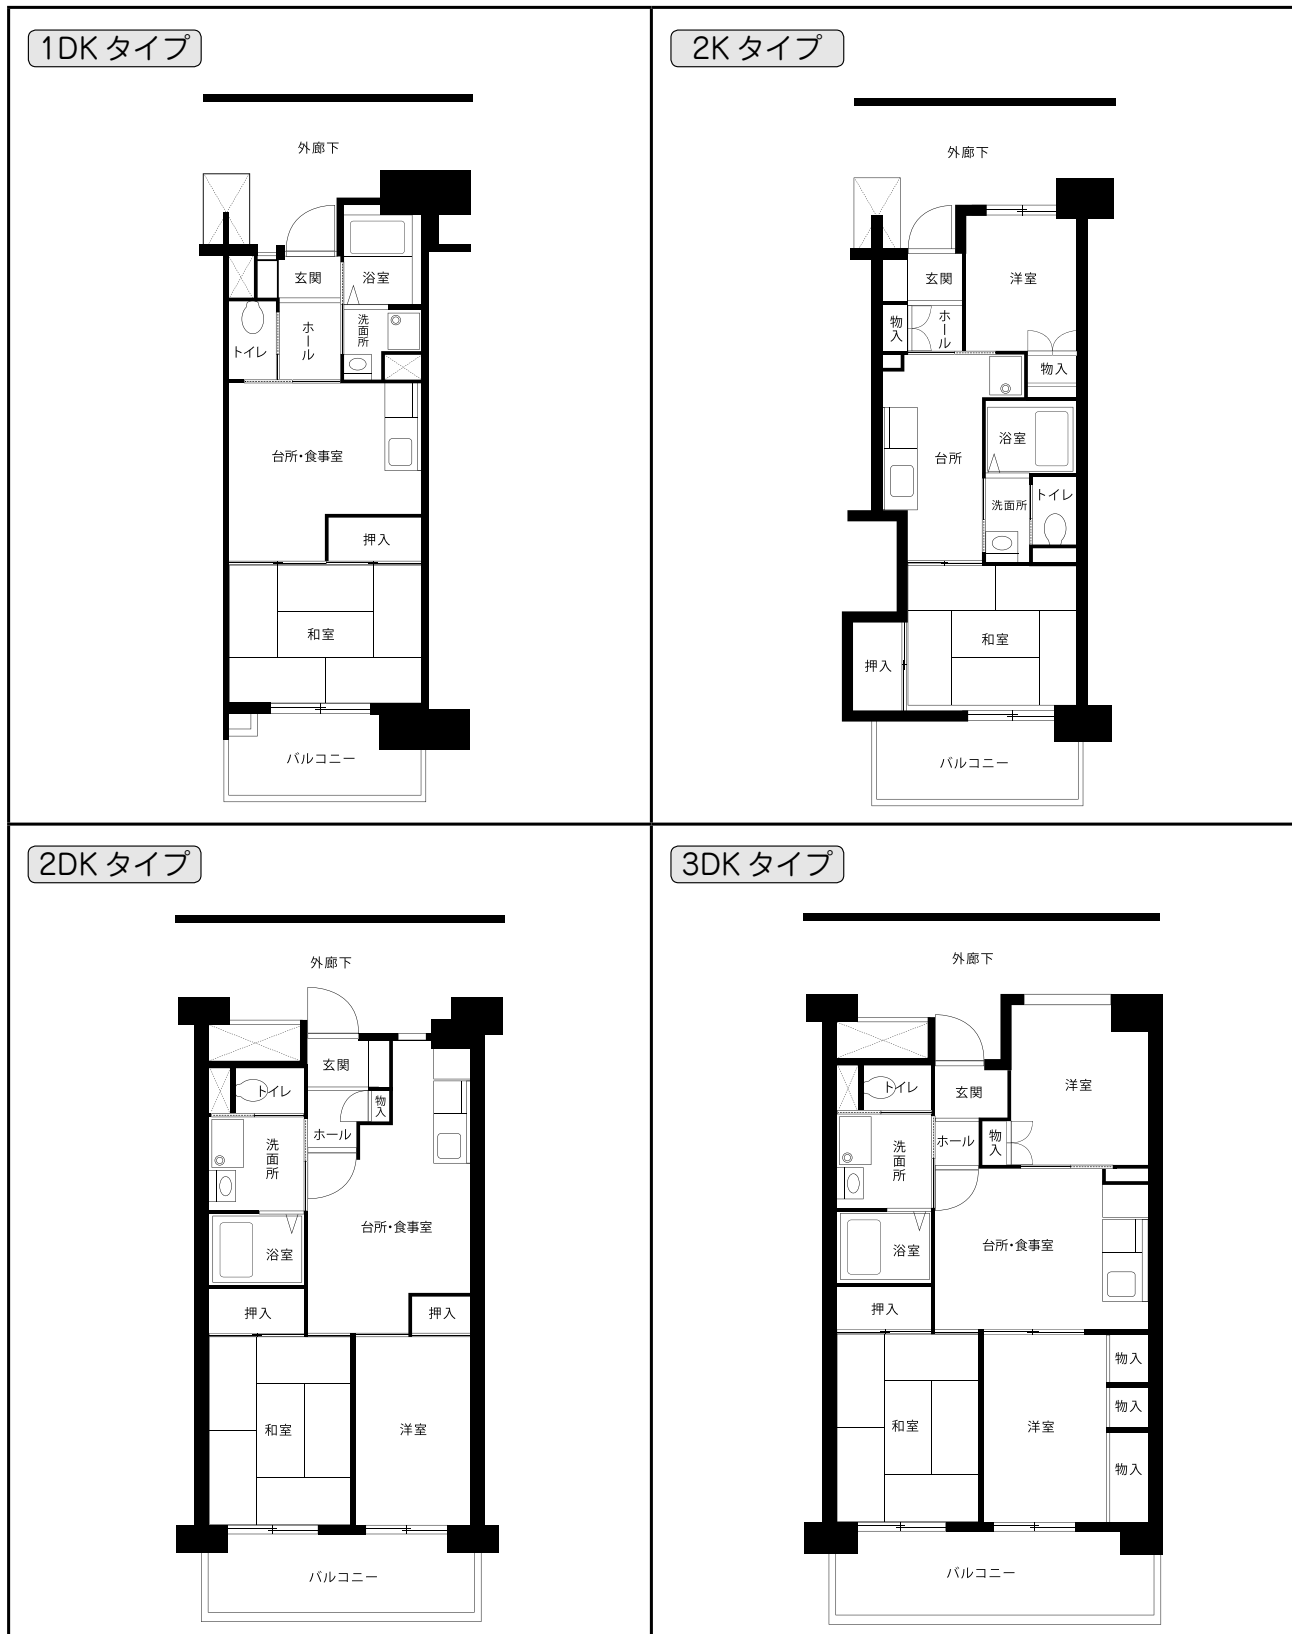 1DK タイプ
外廊下
玄関
浴室
洗面所
ホール
トイレ
台所・食事室
押入
和室
バルコニー
2K タイプ
外廊下
玄関
洋室
物入
ホール
物入
浴室
台所
トイレ
洗面所
和室
押入
バルコニー
2DK タイプ
外廊下
玄関
トイレ
物入
ホール
洗面所
台所・食事室
浴室
押入
押入
和室
洋室
バルコニー
3DK タイプ
外廊下
洋室
トイレ
玄関
ホール
物入
洗面所
台所・食事室
浴室
押入
物入
物入
和室
洋室
物入
バルコニー